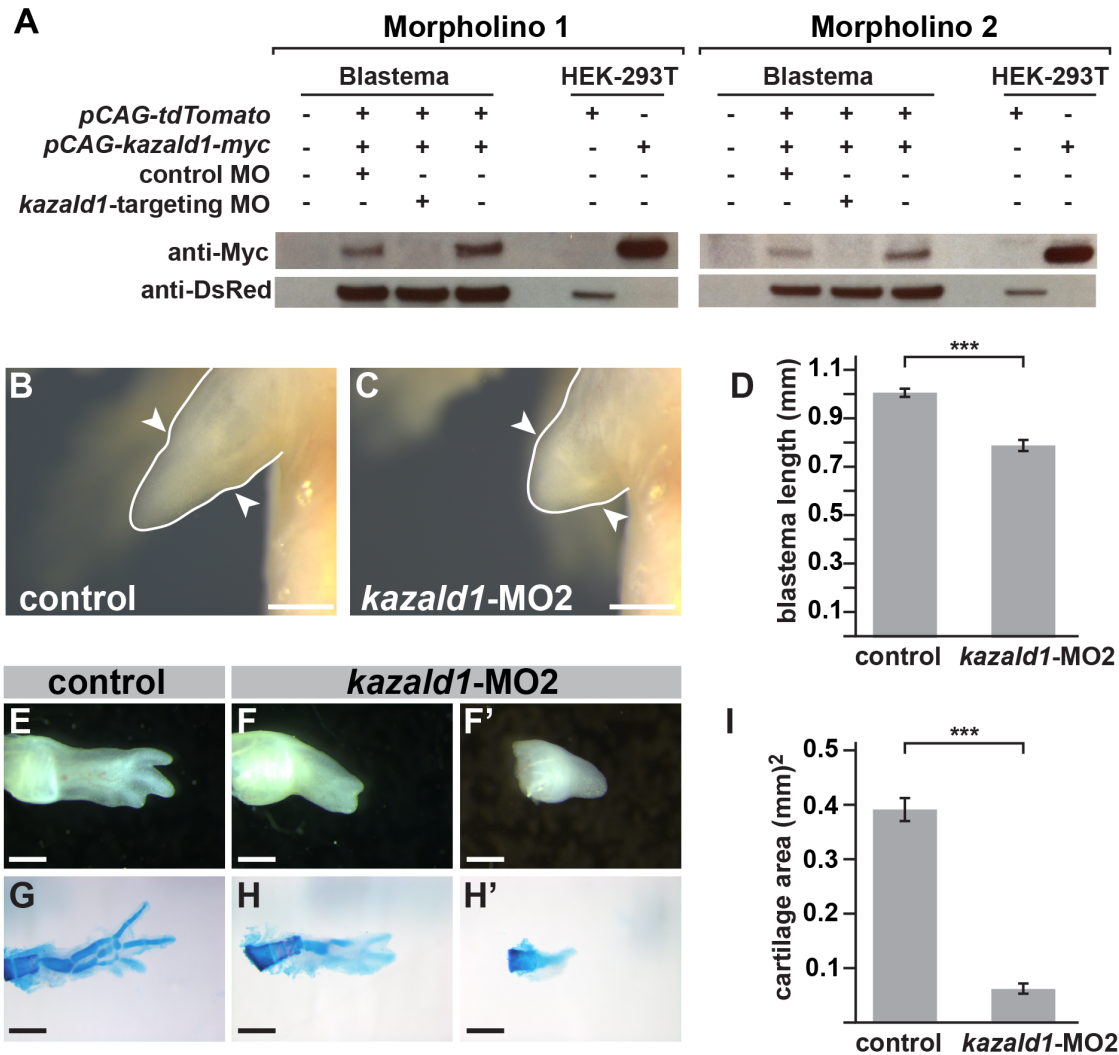 A
Morpholino 1 Morpholino 2
Blastema HEK-293T Blastema HEK-293T
pCAG-tdTomato - + + + + - - + + + + -
pCAG-kazald1-myc - + + + - + - + + + - +
control MO - + - - - - - + - - - -
kazald1-targeting MO - - + - - - - - + - - -
anti-Myc
anti-DsRed
B
control
C
kazald1-MO2
D
***
blastema length (mm)
1.1
0.9
0.7
0.5
0.3
0.1
control kazald1-MO2
control kazald1-MO2
E F F’
G H H’
I
***
cartilage area (mm)2
0.5
0.4
0.3
0.2
0.1
control kazald1-MO2